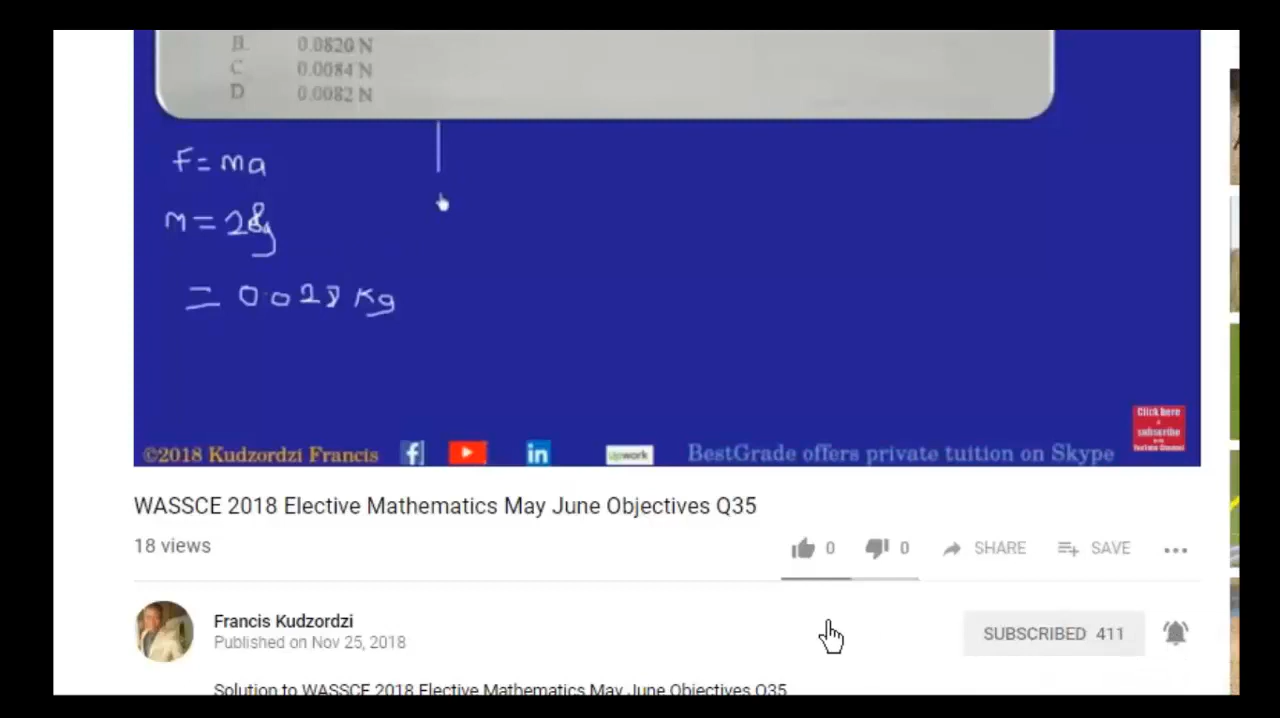 B. 0.0820 N
C 0.0084 N
D 0.0082 N
F = ma
M = 28g
= 0.028 Kg
©2018 Kudzordzi Francis
in
upwork
BestGrade offers private tuition on Skype
Click here
subscribe
YouTube Channel
WASSCE 2018 Elective Mathematics May June Objectives Q35
18 views
0 0 SHARE SAVE
Francis Kudzordzi
Published on Nov 25, 2018
SUBSCRIBED 411
Solution to WASSCE 2018 Elective Mathematics May June Objectives Q35